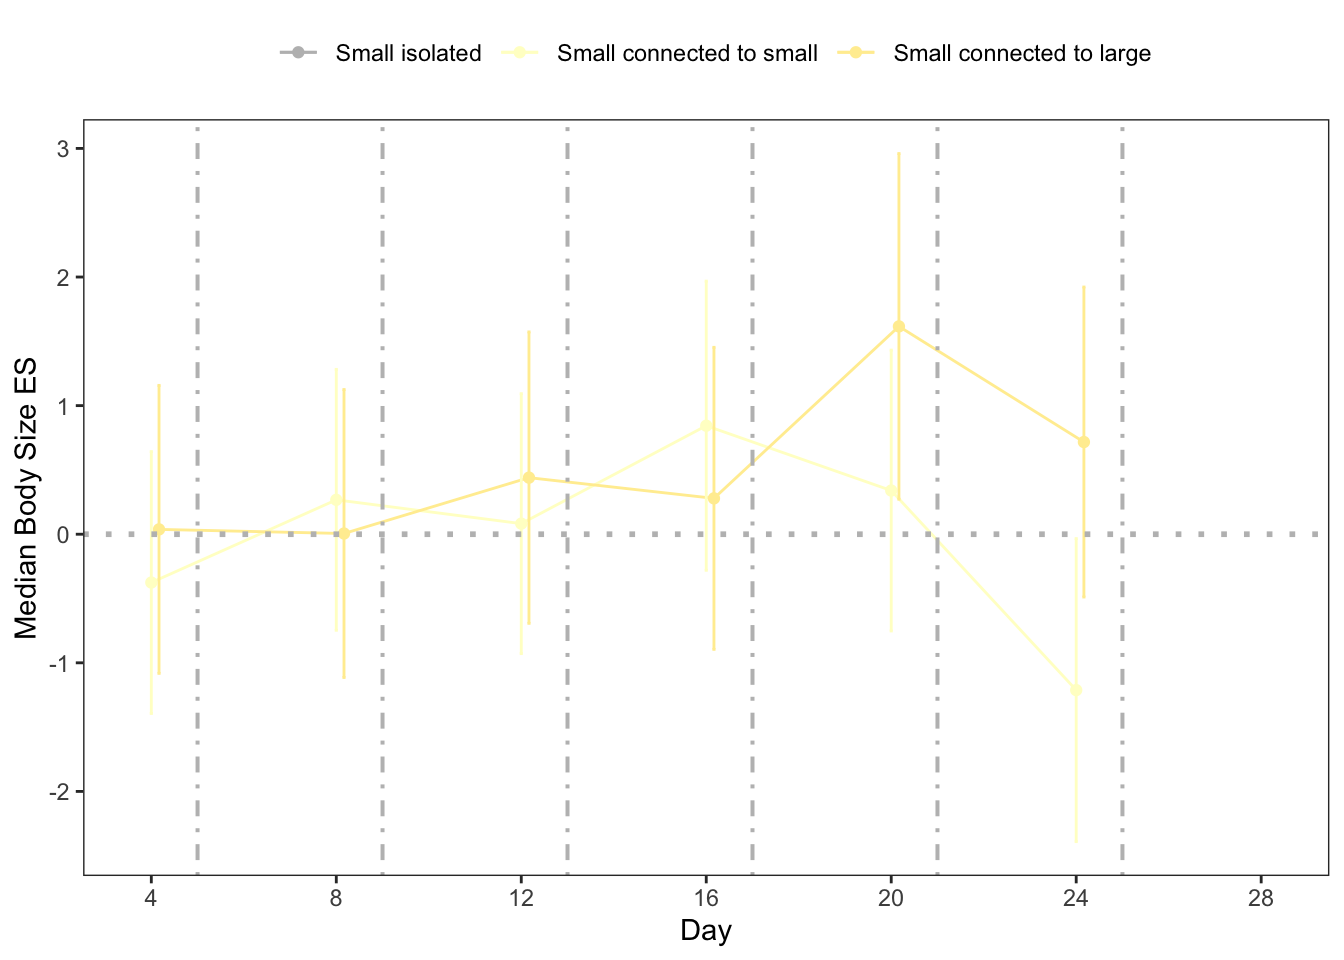 Small isolated Small connected to small Small connected to large
3
2
1
0
-1
-2
Median Body Size ES
4 8 12 16 20 24 28
Day